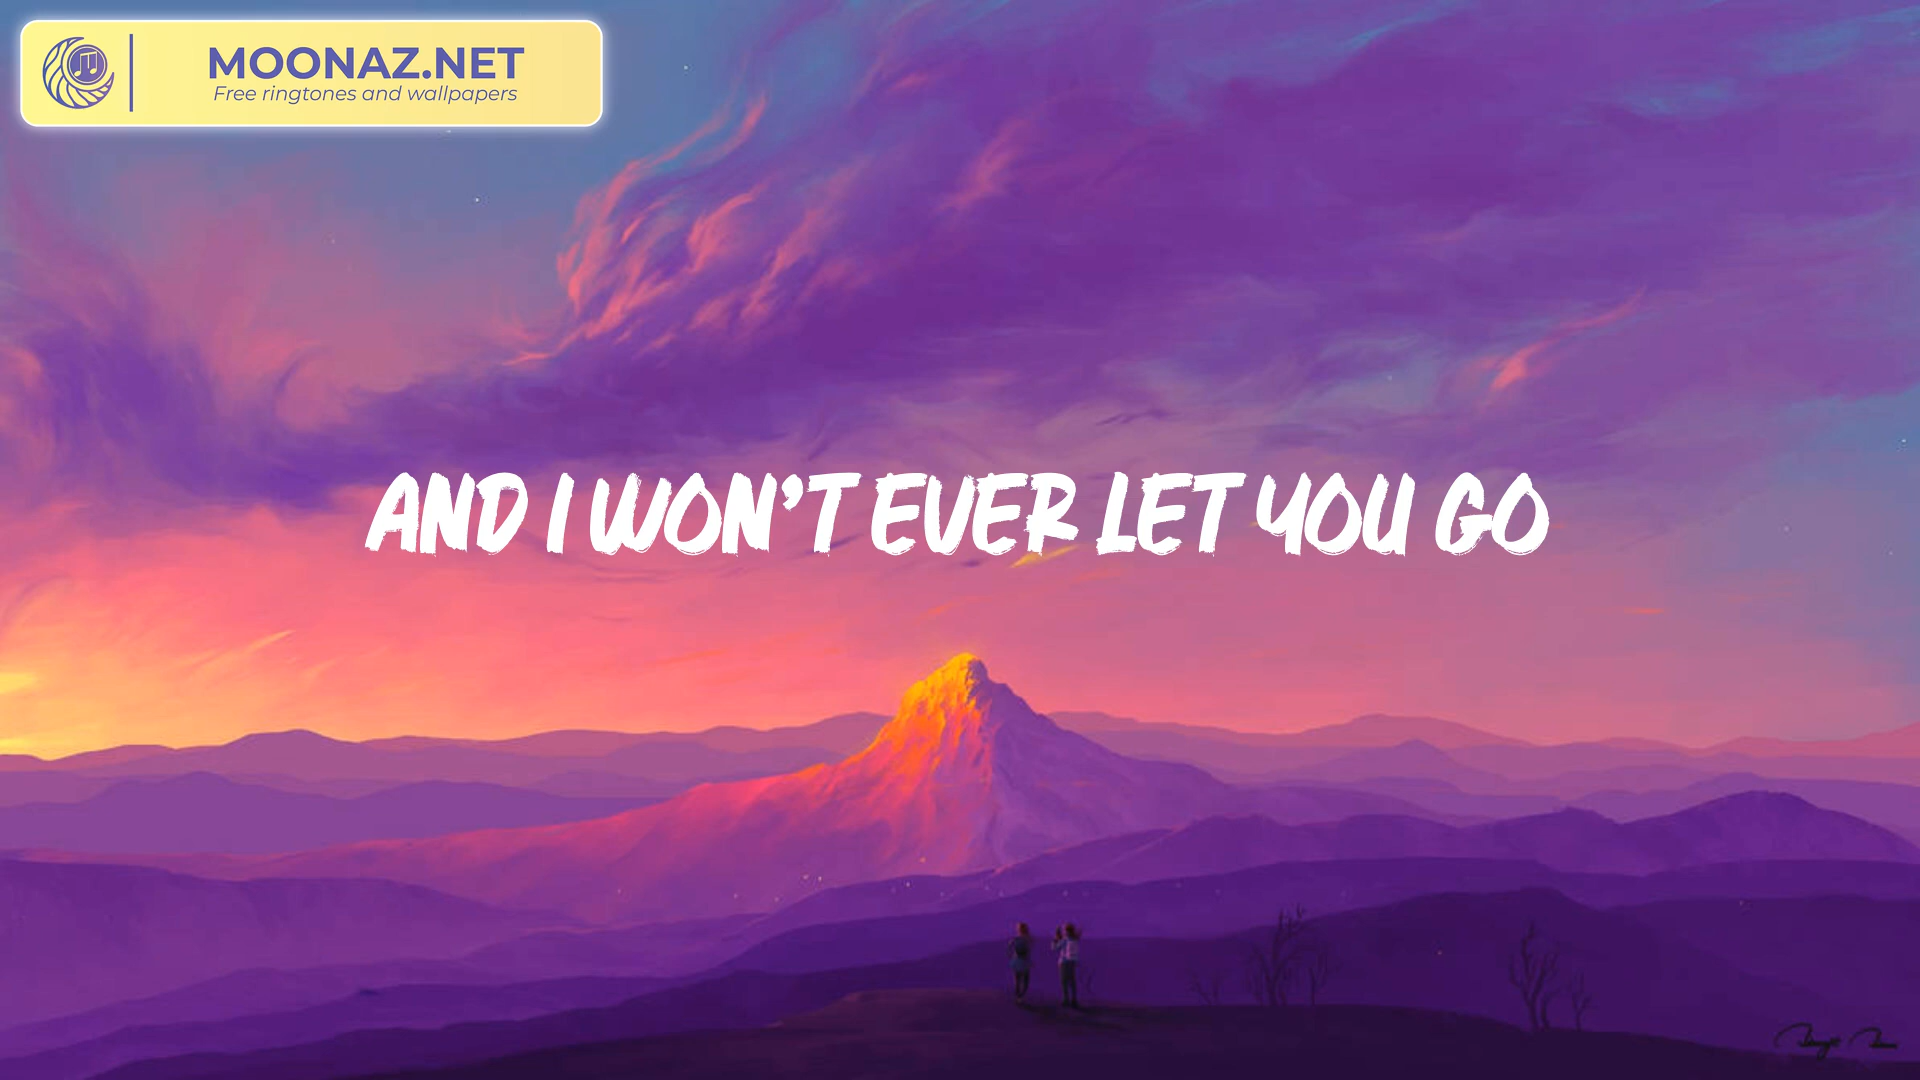 MOONAZ.NET
Free ringtones and wallpapers
AND I WON'T EVER LET YOU GO